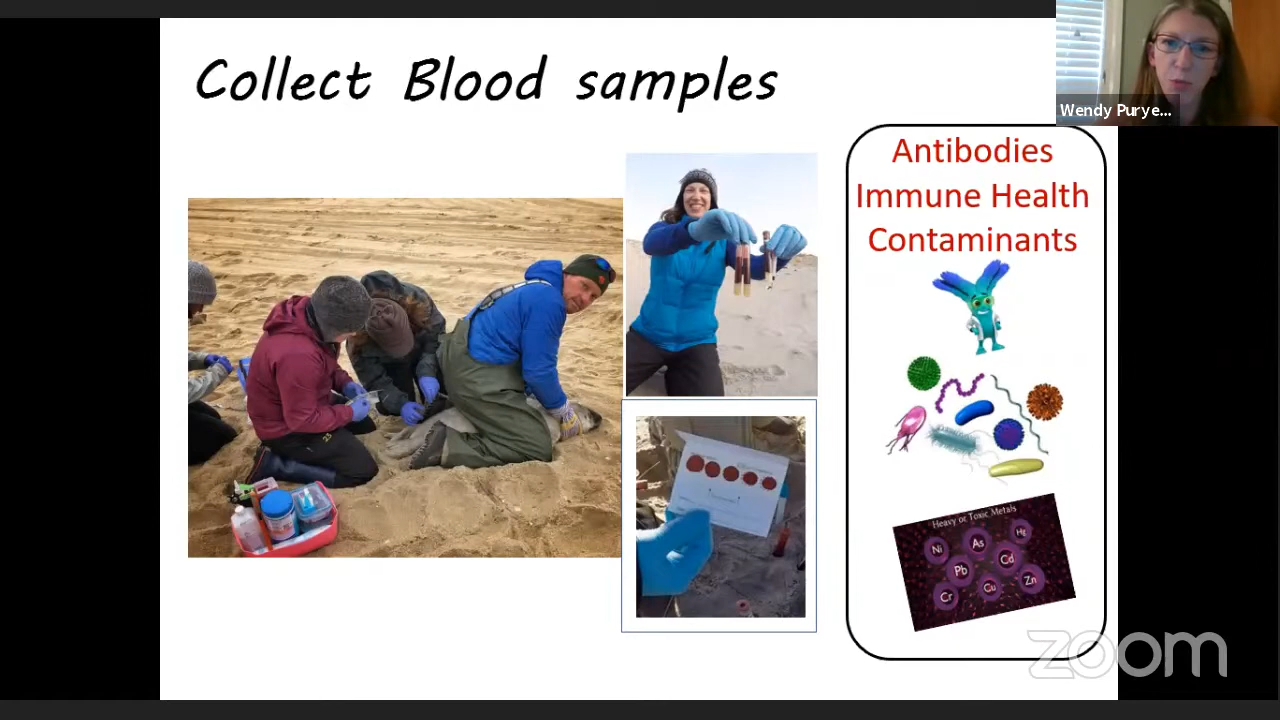 Collect Blood samples
Wendy Purye...
Antibodies
Immune Health
Contaminants
Heavy or Toxic Metals
Ni
As
Hg
Pb
Cd
Cr
Cu
Zn
zoom